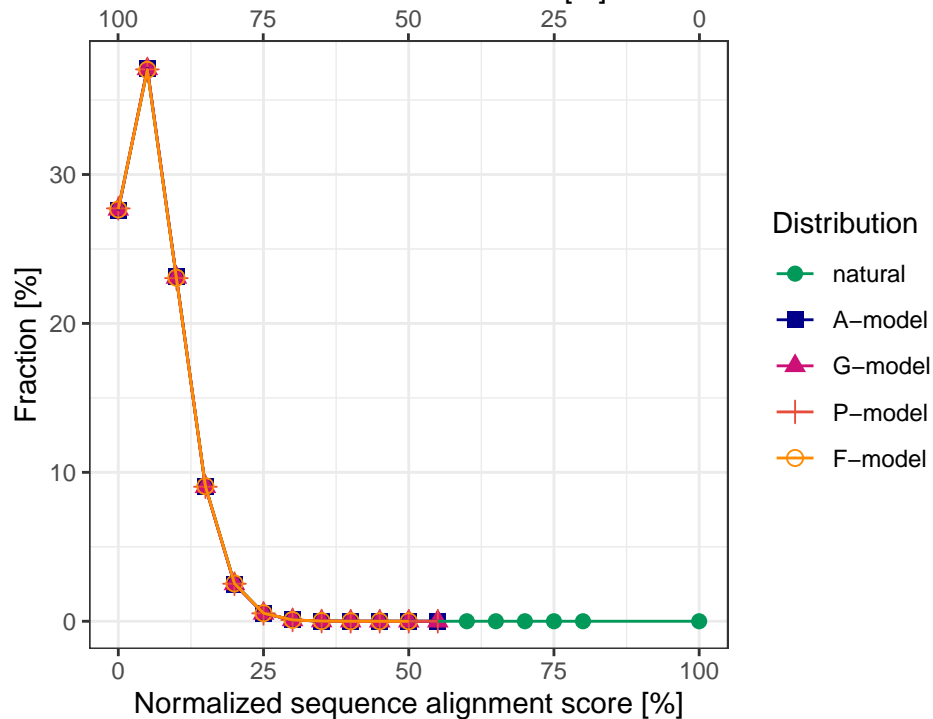 100 75 50 25 0
Fraction [%]
30
20
10
0
0 25 50 75 100
Normalized sequence alignment score [%]
Distribution
natural
A−model
G−model
P−model
F−model